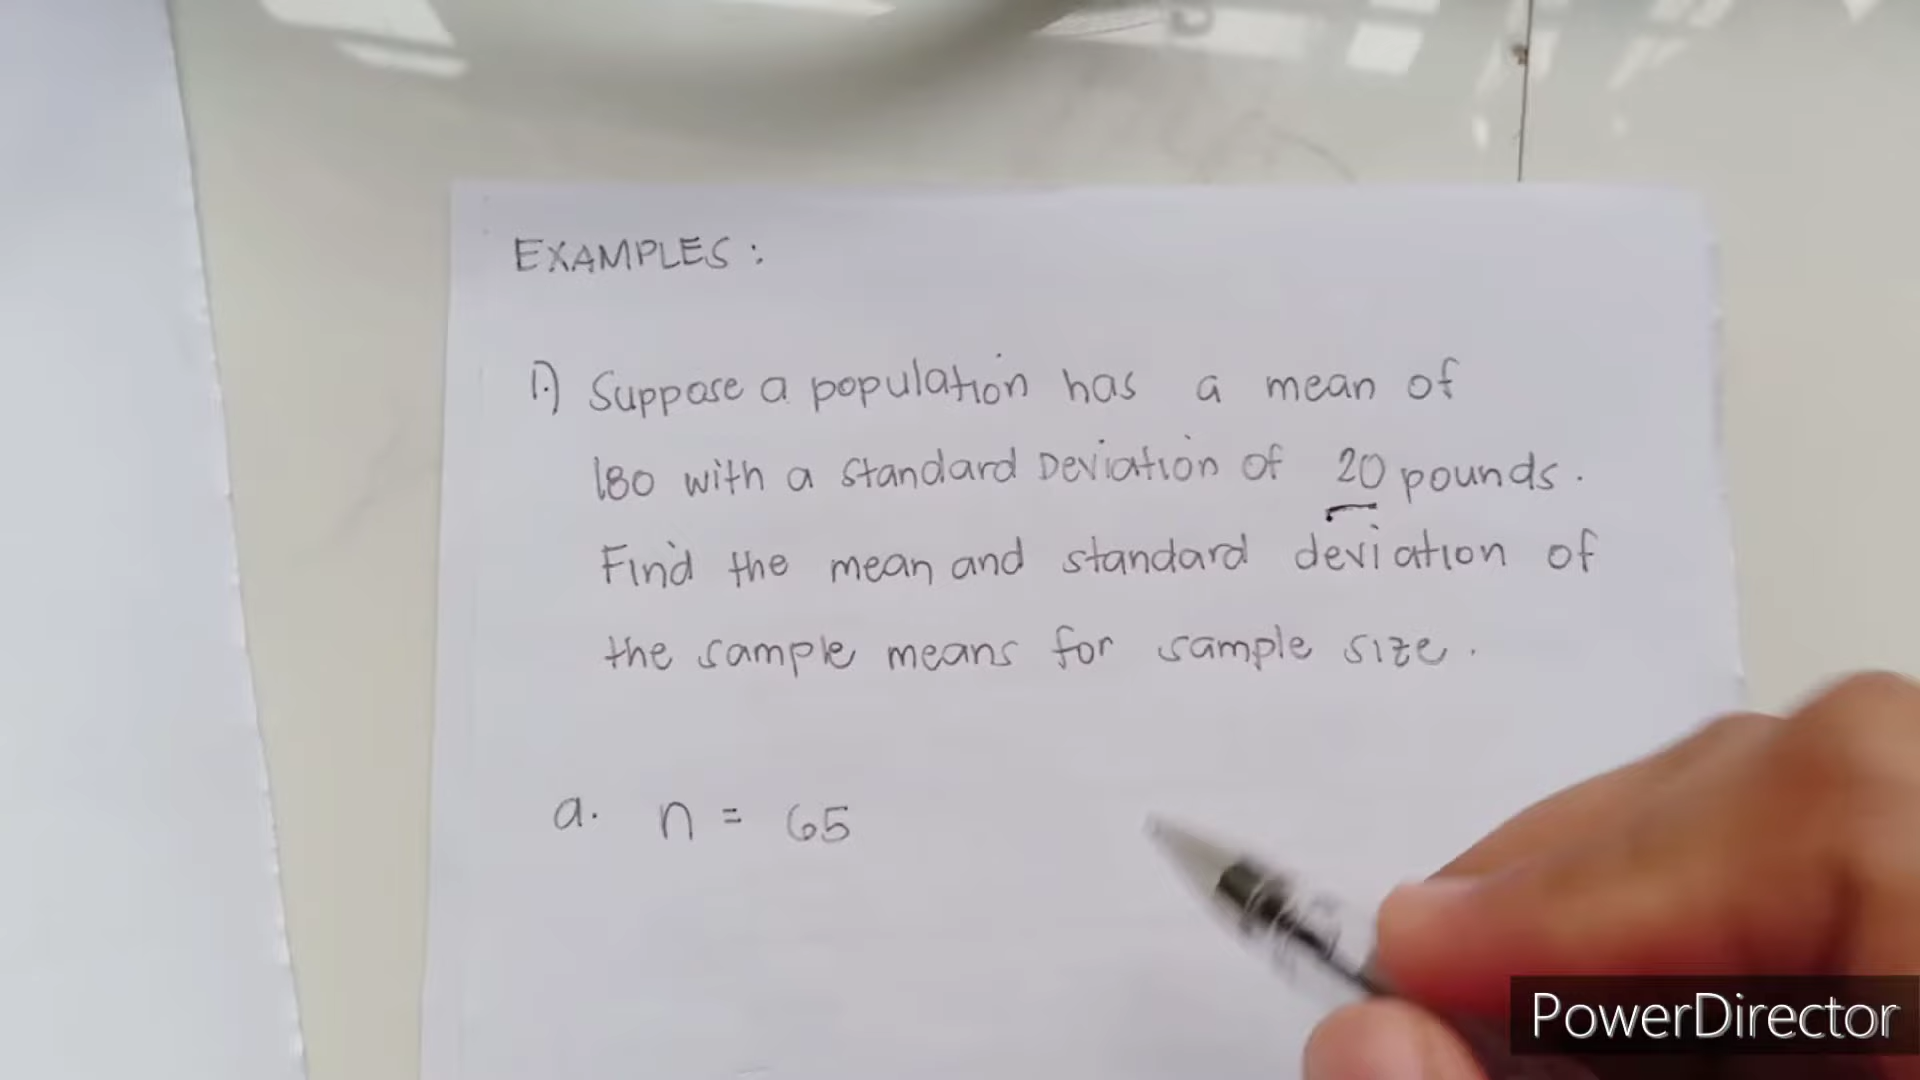 EXAMPLES:
1.) Suppose a population has a mean of
180 with a standard Deviation of 20 pounds.
Find the mean and standard deviation of
the sample means for sample size.
a. n = 65
PowerDirector